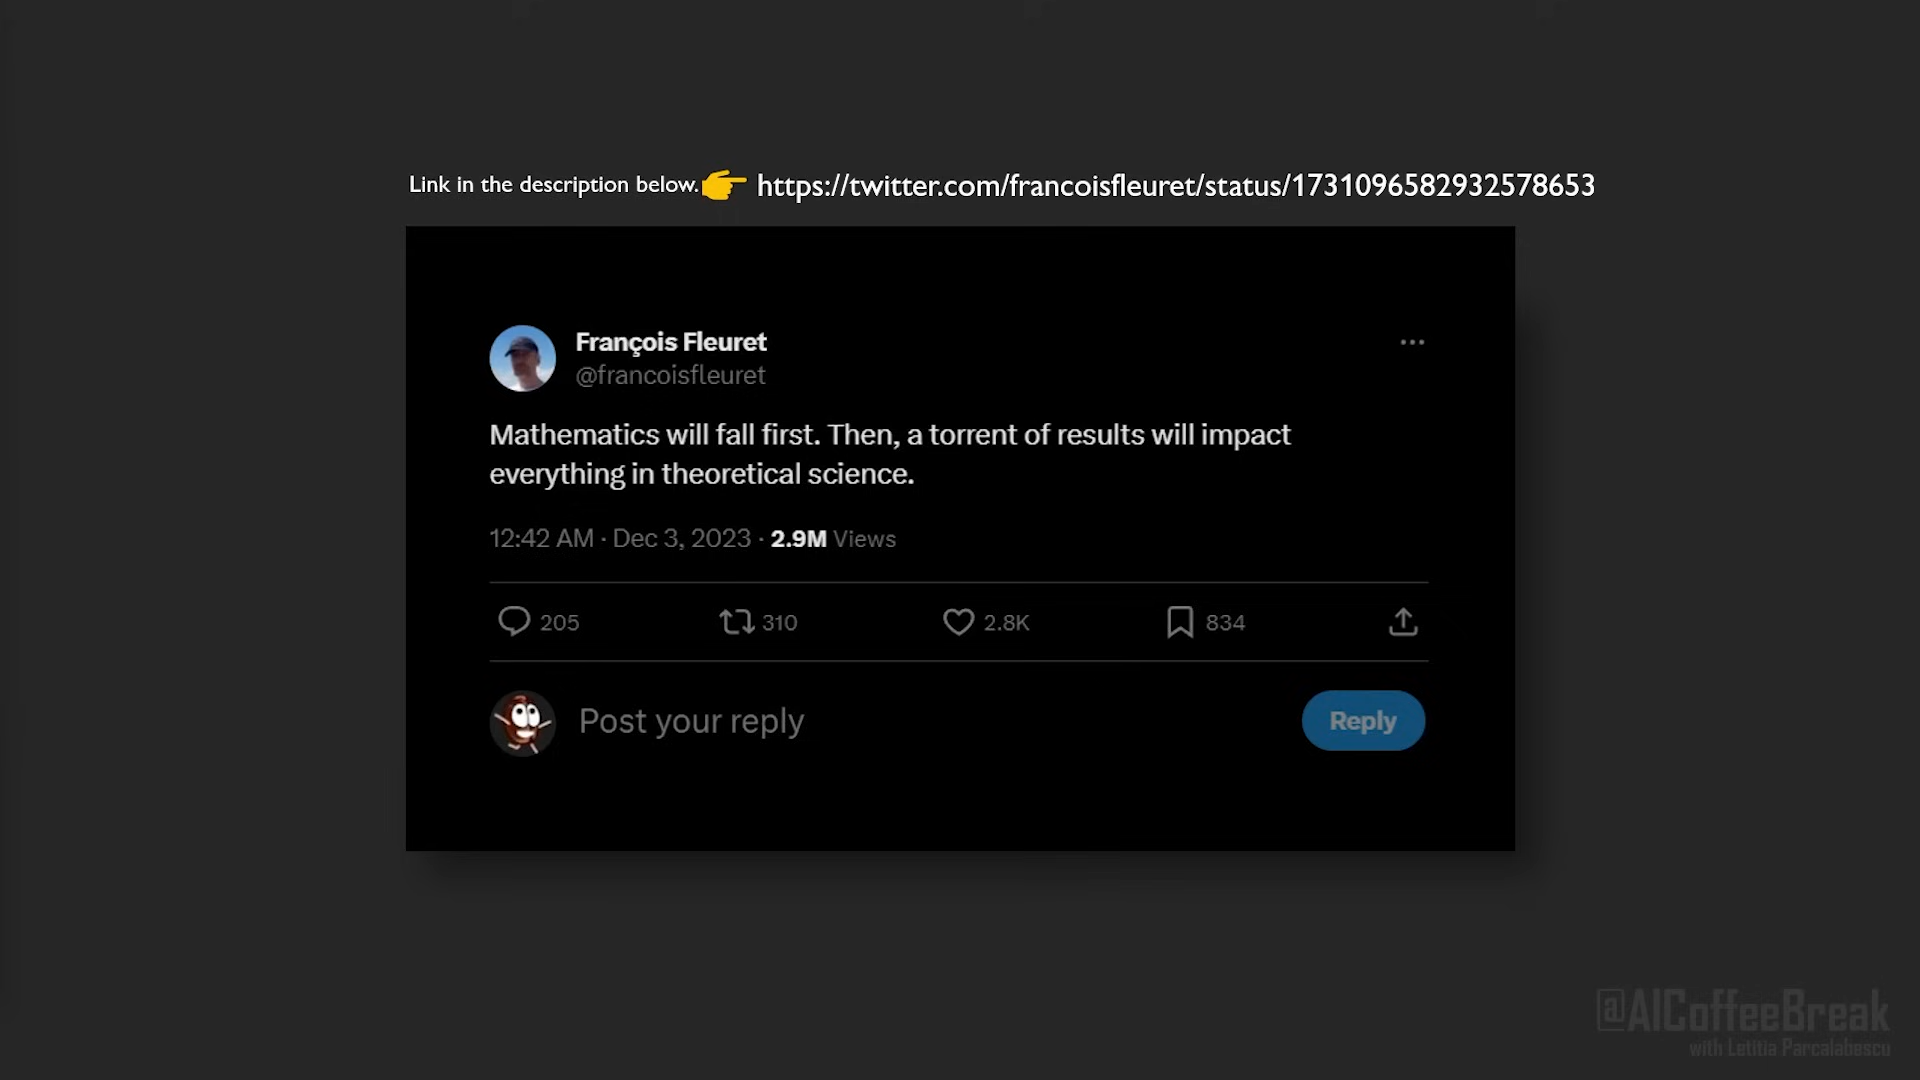 Link in the description below. 👉 https://twitter.com/francoisfleuret/status/1731096582932578653
François Fleuret
@francoisfleuret
Mathematics will fall first. Then, a torrent of results will impact
everything in theoretical science.
12:42 AM · Dec 3, 2023 · 2.9M Views
205 310 2.8K 834
Post your reply
Reply
@AICoffeeBreak
with Letitia Parcalabescu